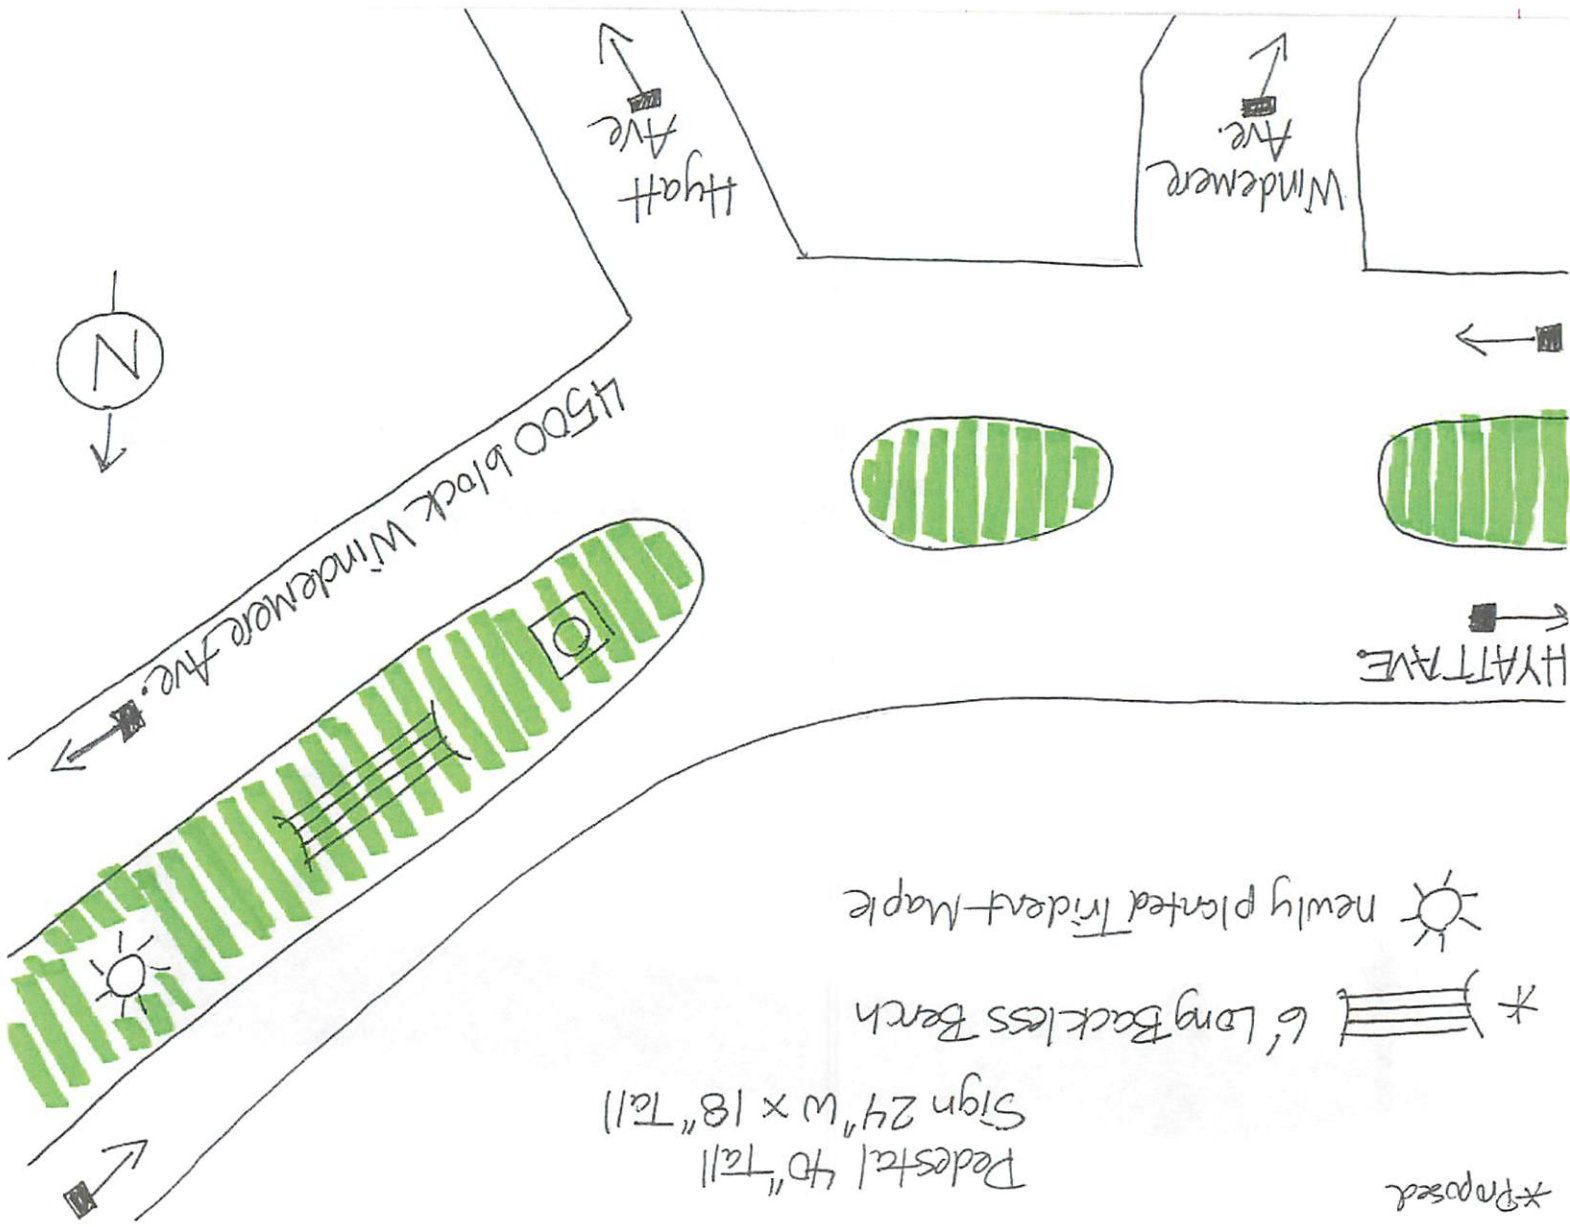 *Proposed
Pedestal 40" Tall
Sign 24" W x 18" Tall
* 6' Long Backless Bench
newly planted Trident Maple
HYATT AVE.
4500 block Windemere Ave.
N
Windemere
Ave.
Hyatt
Ave